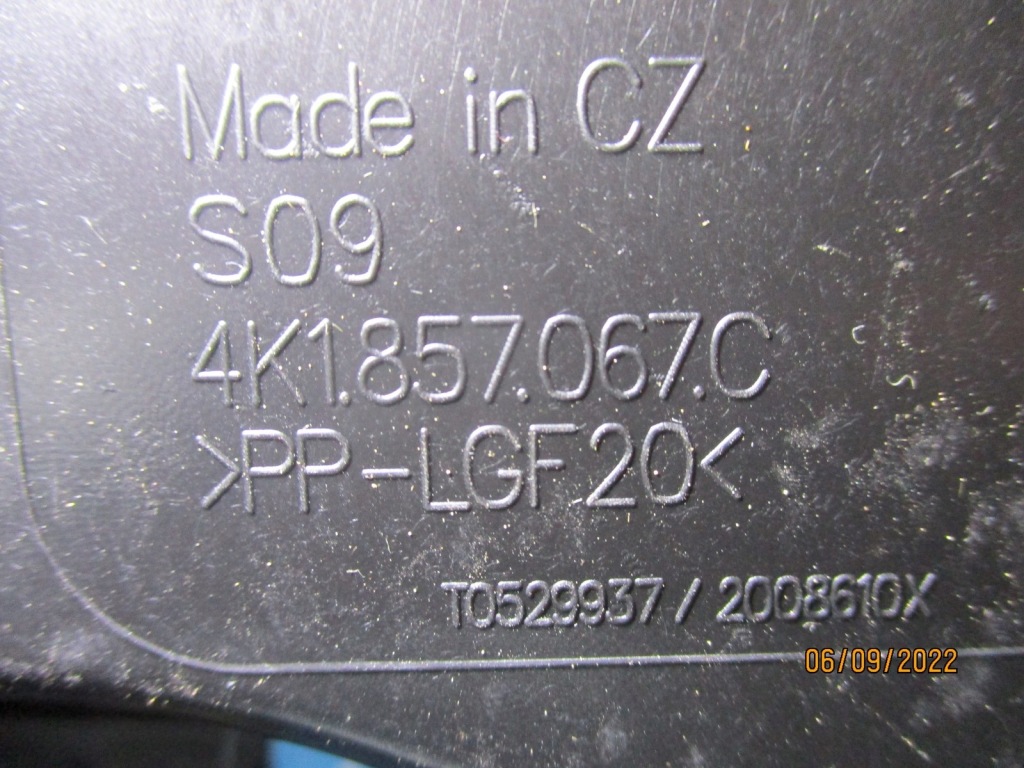 Made in CZ
S09
4K1.857.067.C
>PP-LGF20<
T0529937 / 2008610X
06/09/2022